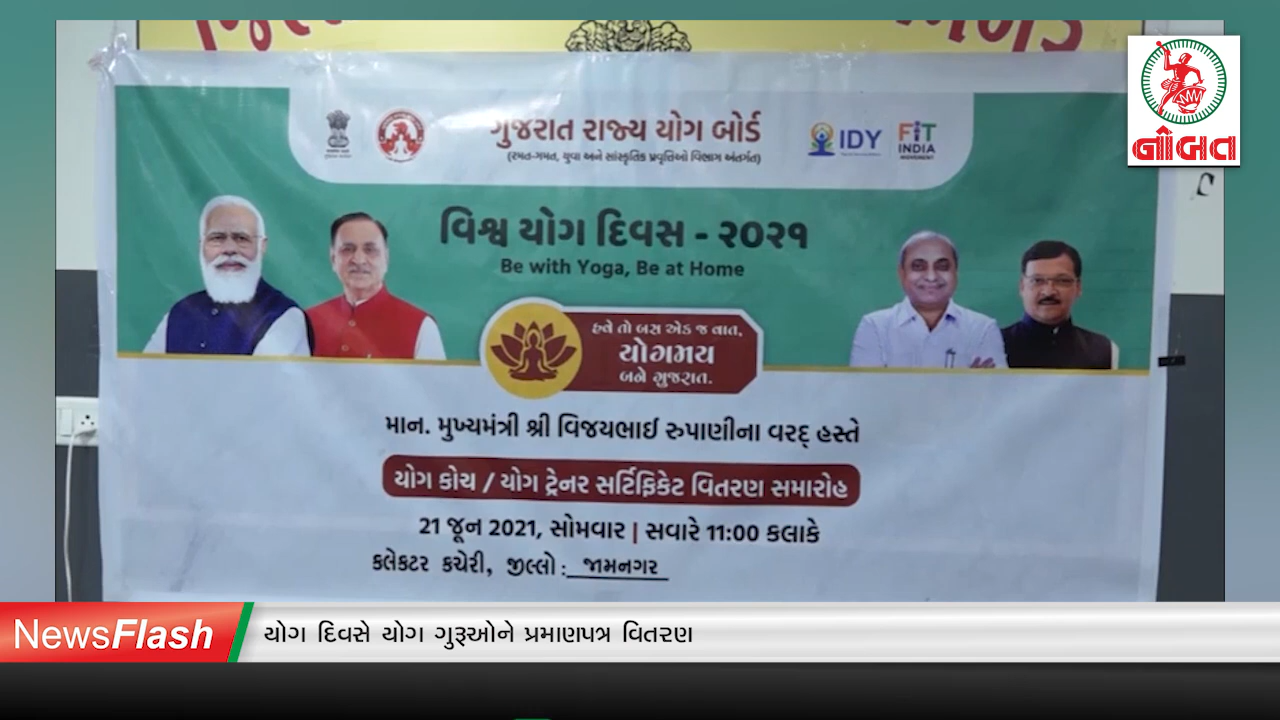 નોબત
ગુજરાત રાજ્ય યોગ બોર્ડ
(રમત-ગમત, યુવા અને સાંસ્કૃતિક પ્રવૃત્તિઓ વિભાગ અંતર્ગત)
IDY
FIT
INDIA
MOVEMENT
વિશ્વ યોગ દિવસ - ૨૦૨૧
Be with Yoga, Be at Home
હવે તો બસ એક જ વાત,
યોગમય
બને ગુજરાત.
માન. મુખ્યમંત્રી શ્રી વિજયભાઈ રુપાણીના વરદ્ હસ્તે
યોગ કોચ / યોગ ટ્રેનર સર્ટિફિકેટ વિતરણ સમારોહ
21 જૂન 2021, સોમવાર | સવારે 11:00 કલાકે
કલેકટર કચેરી, જીલ્લો : જામનગર
NewsFlash યોગ દિવસે યોગ ગુરૂઓને પ્રમાણપત્ર વિતરણ